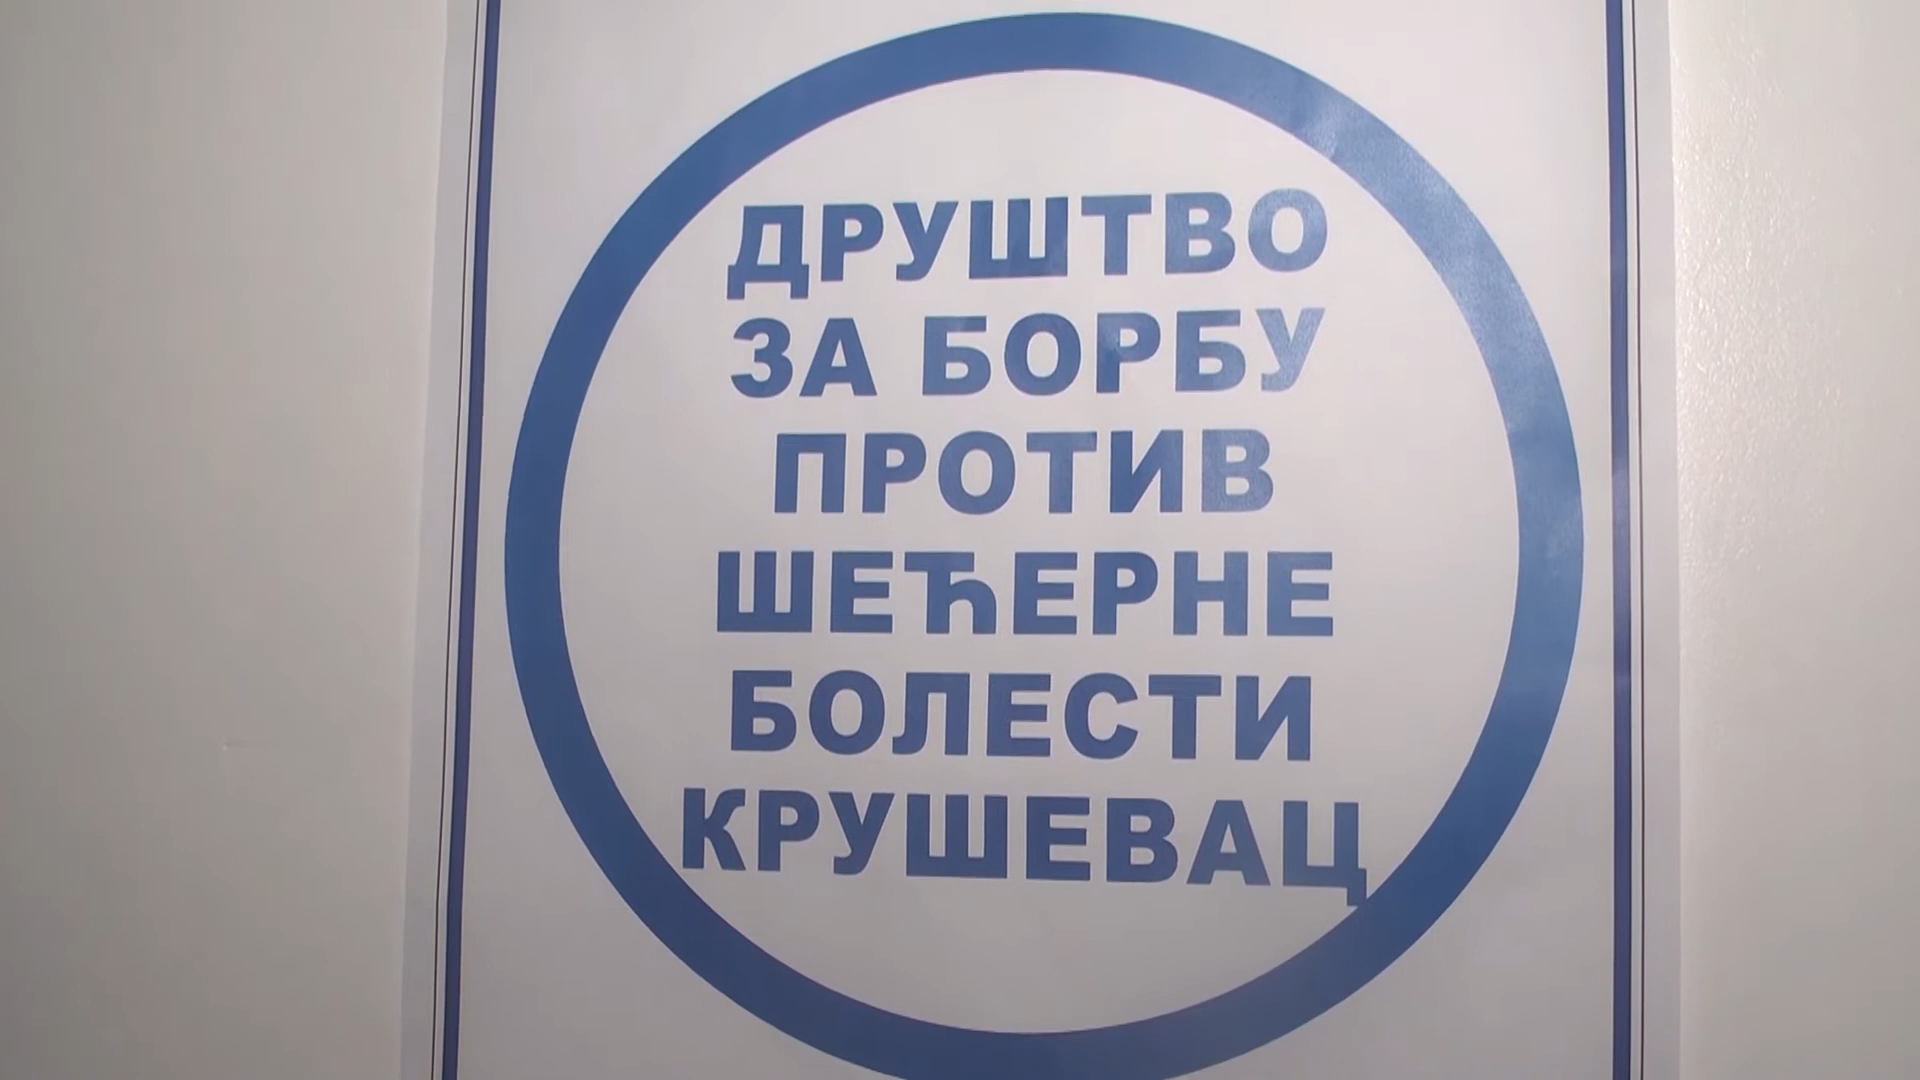 ДРУШТВО
ЗА БОРБУ
ПРОТИВ
ШЕЋЕРНЕ
БОЛЕСТИ
КРУШЕВАЦ